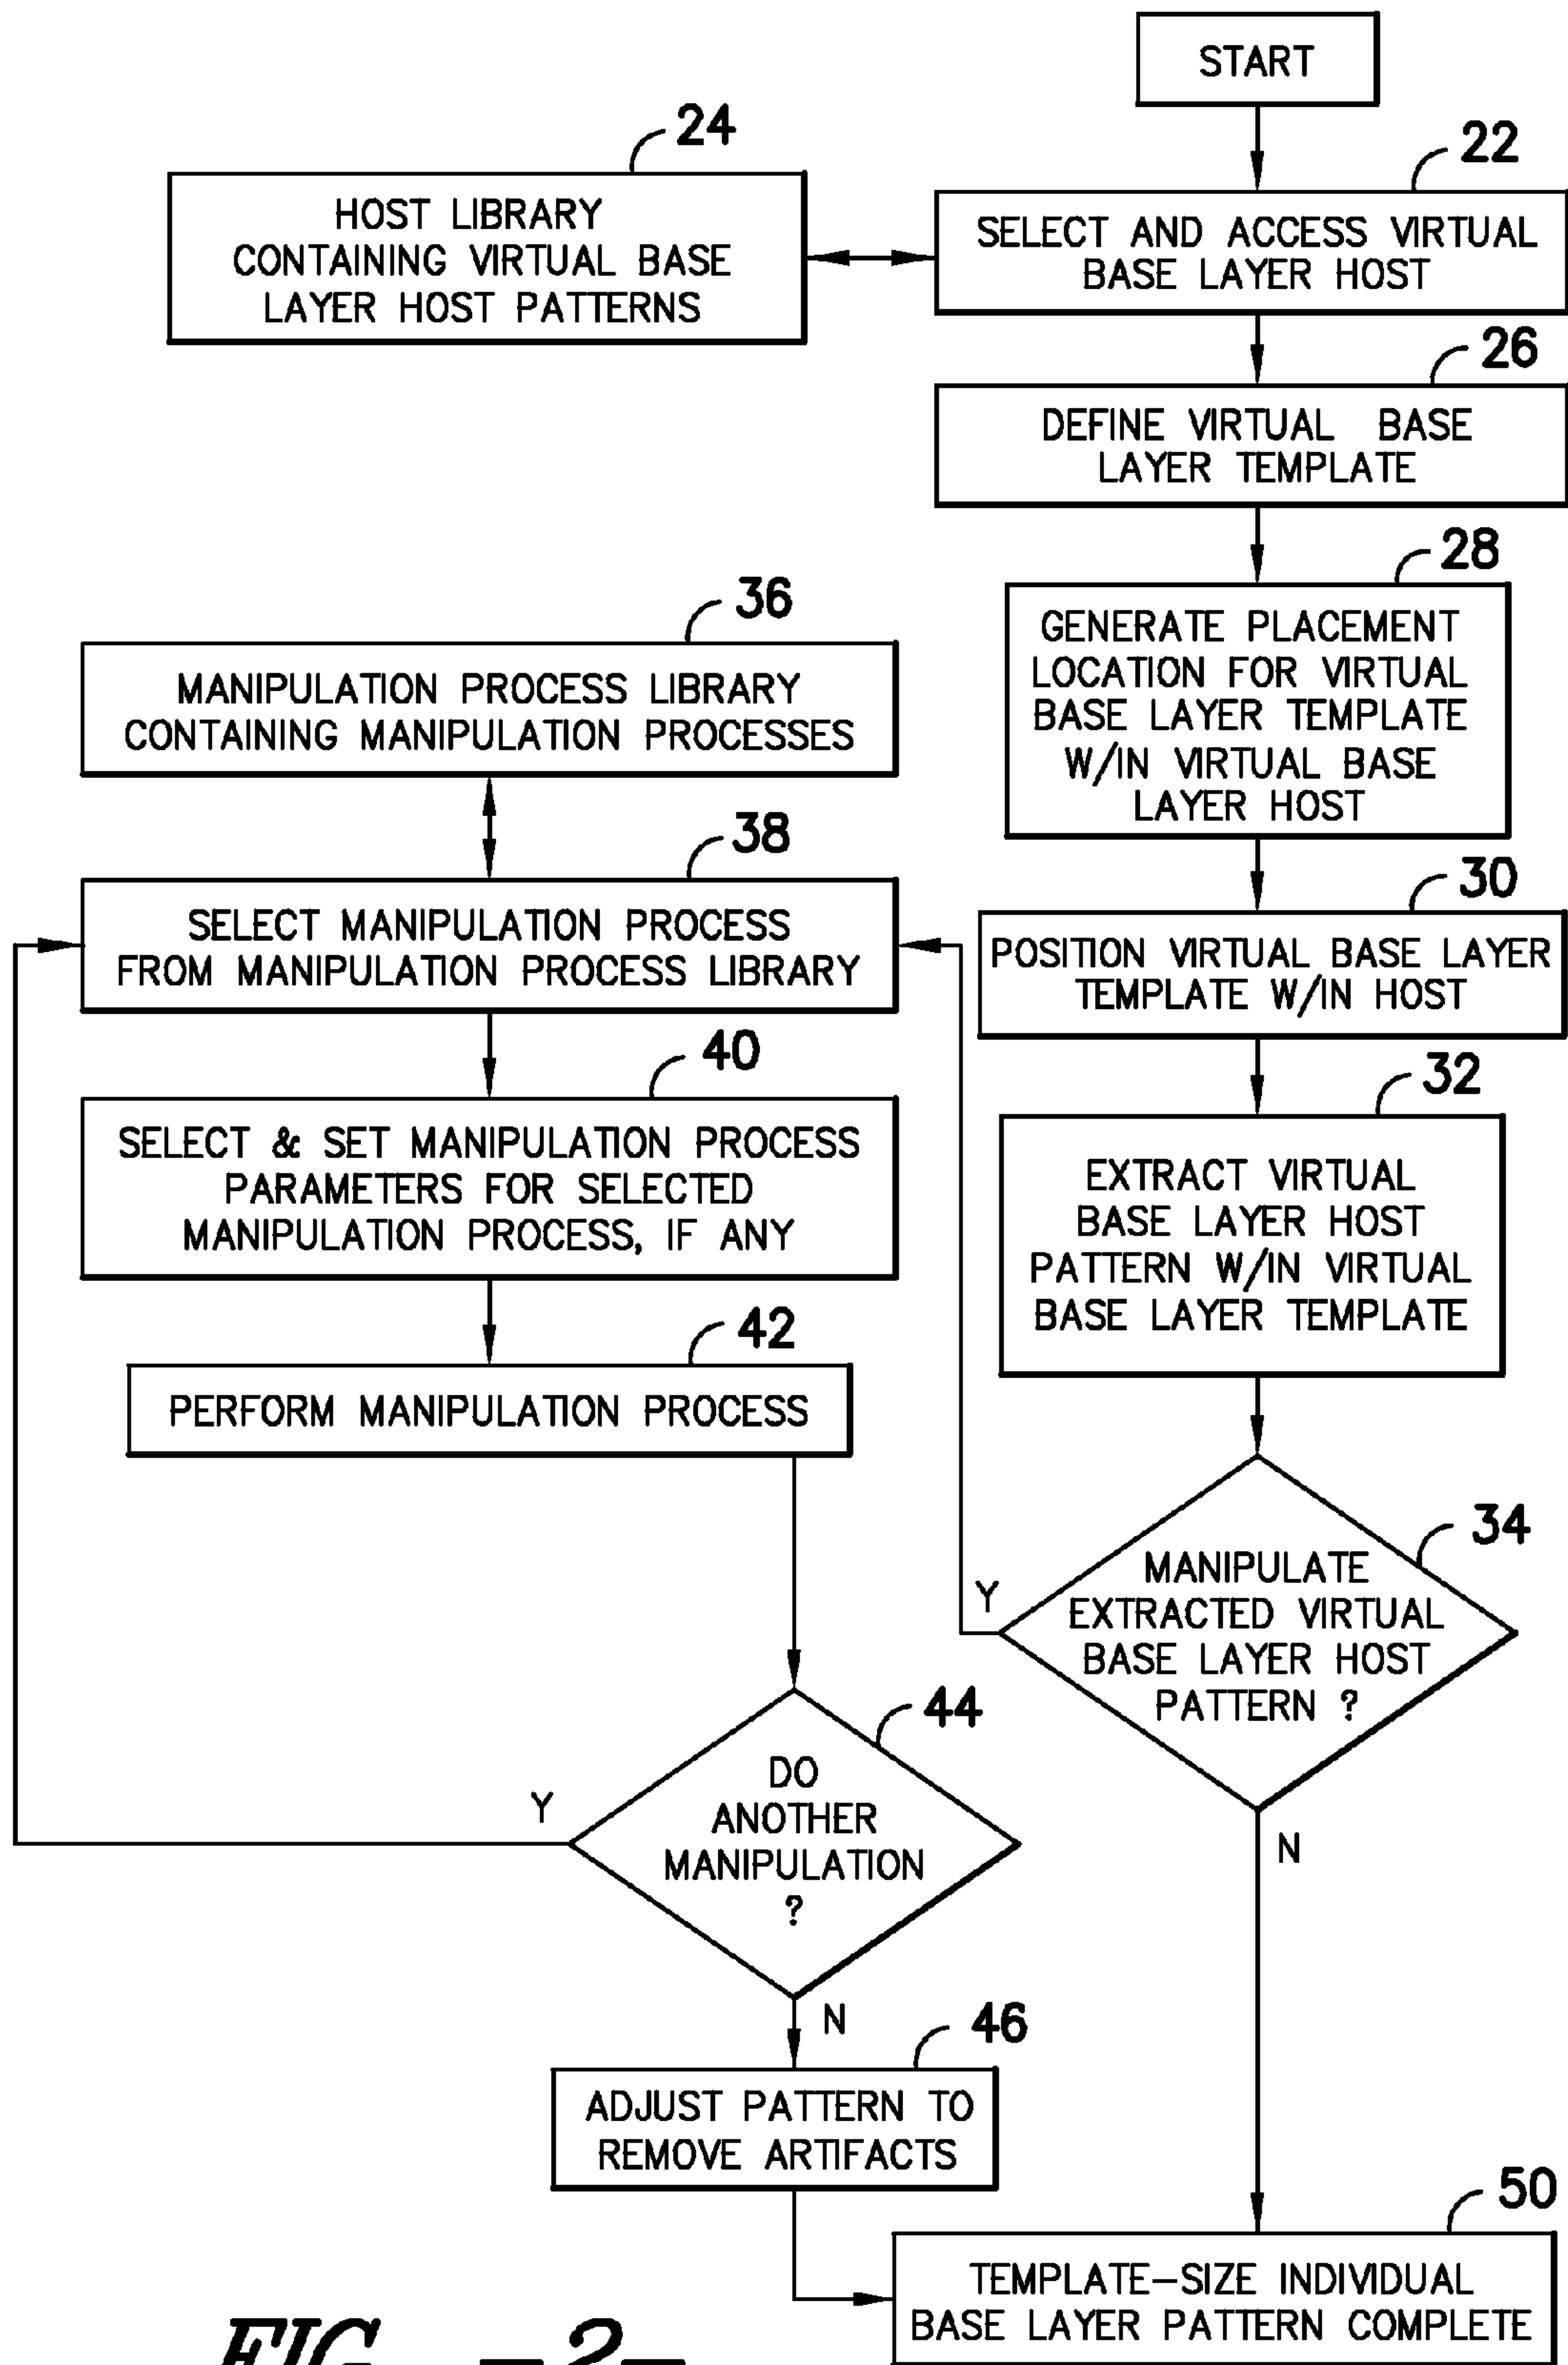 START
22
SELECT AND ACCESS VIRTUAL
BASE LAYER HOST
24
HOST LIBRARY
CONTAINING VIRTUAL BASE
LAYER HOST PATTERNS
26
DEFINE VIRTUAL BASE
LAYER TEMPLATE
28
GENERATE PLACEMENT
LOCATION FOR VIRTUAL
BASE LAYER TEMPLATE
W/IN VIRTUAL BASE
LAYER HOST
30
POSITION VIRTUAL BASE LAYER
TEMPLATE W/IN HOST
32
EXTRACT VIRTUAL
BASE LAYER HOST
PATTERN W/IN VIRTUAL
BASE LAYER TEMPLATE
34
MANIPULATE
EXTRACTED VIRTUAL
BASE LAYER HOST
PATTERN ?
Y
N
36
MANIPULATION PROCESS LIBRARY
CONTAINING MANIPULATION PROCESSES
38
SELECT MANIPULATION PROCESS
FROM MANIPULATION PROCESS LIBRARY
40
SELECT & SET MANIPULATION PROCESS
PARAMETERS FOR SELECTED
MANIPULATION PROCESS, IF ANY
42
PERFORM MANIPULATION PROCESS
44
DO
ANOTHER
MANIPULATION
?
Y
N
46
ADJUST PATTERN TO
REMOVE ARTIFACTS
50
TEMPLATE-SIZE INDIVIDUAL
BASE LAYER PATTERN COMPLETE
FIG. -2-